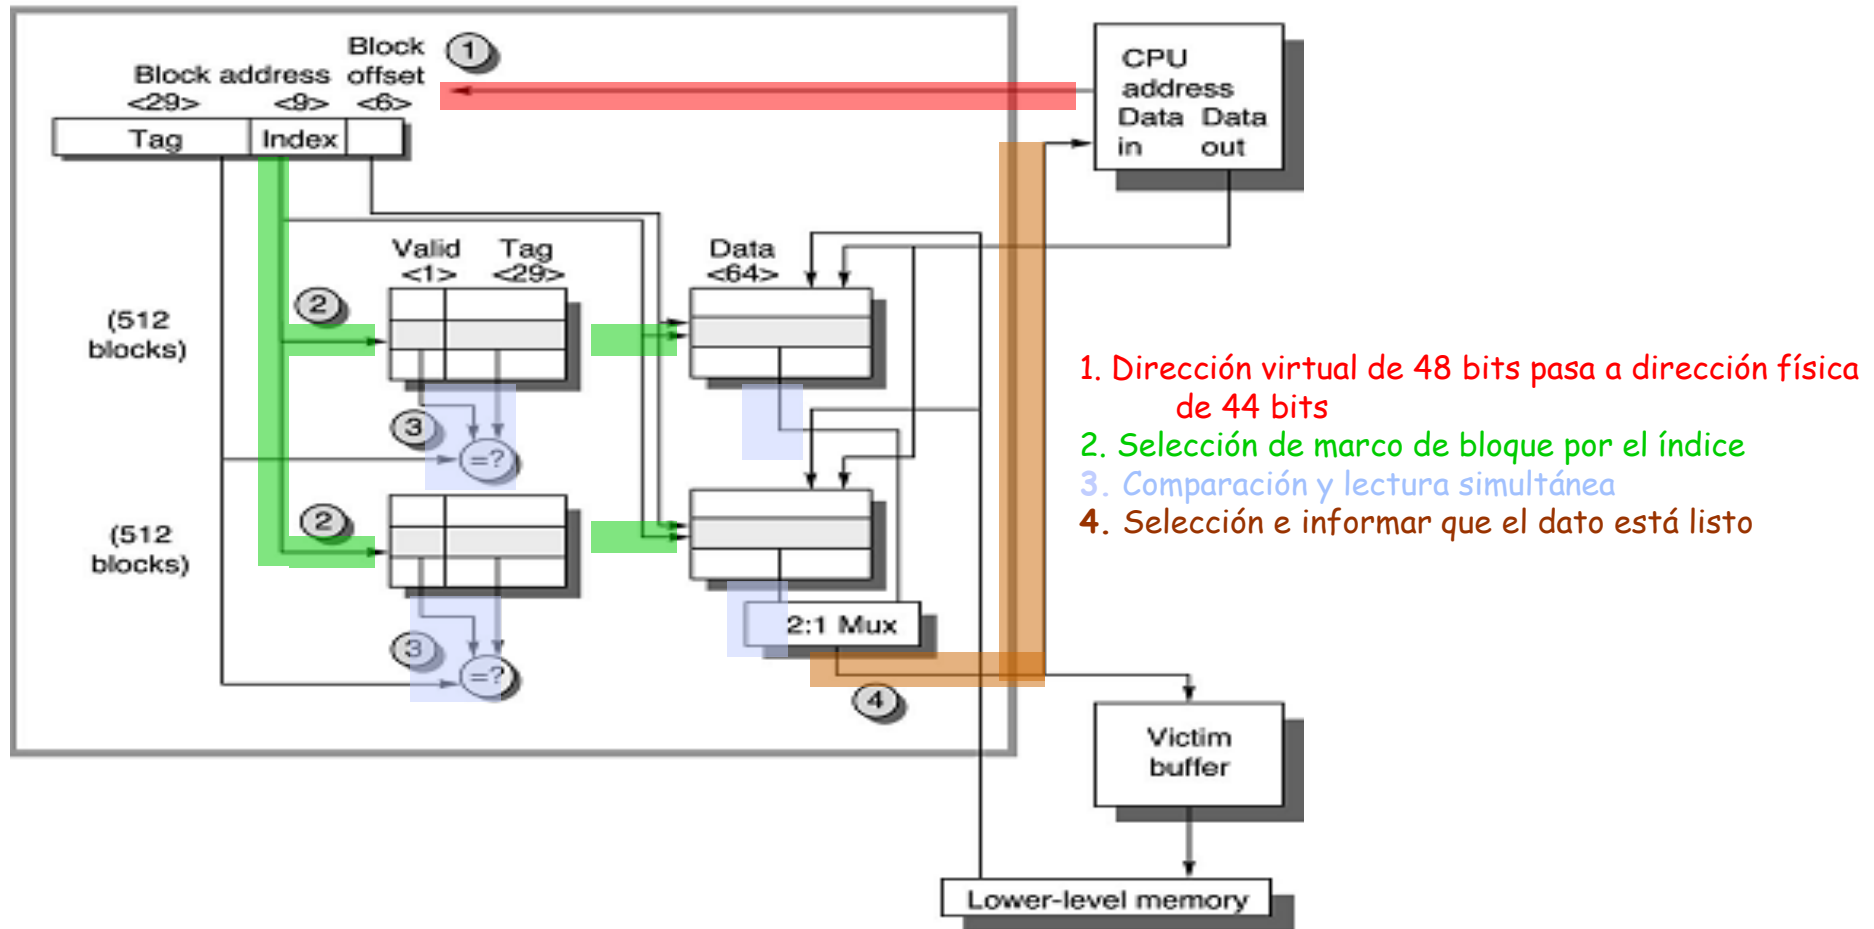 Block
Block address offset
<29> <9> <6>
Tag Index
1
CPU
address
Data Data
in out
Valid Tag
<1> <29>
Data
<64>
(512
blocks)
2
3
=?
(512
blocks)
2
3
=?
2:1 Mux
4
Victim
buffer
Lower-level memory
1. Dirección virtual de 48 bits pasa a dirección física
de 44 bits
2. Selección de marco de bloque por el índice
3. Comparación y lectura simultánea
4. Selección e informar que el dato está listo